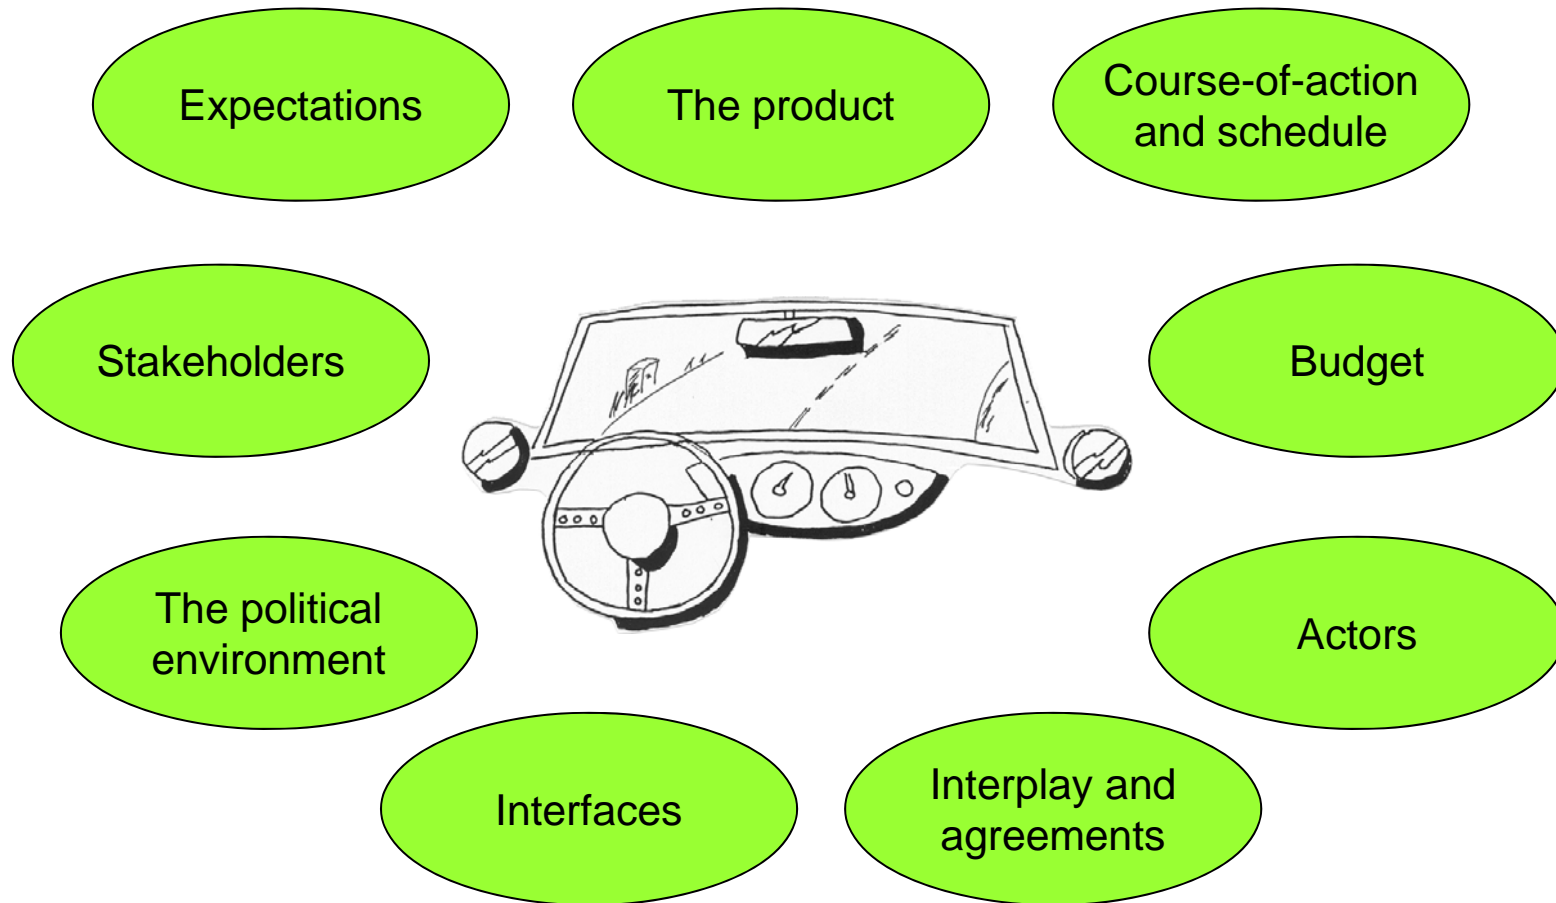 Expectations
The product
Course-of-action
and schedule
Stakeholders
Budget
The political
environment
Actors
Interfaces
Interplay and
agreements